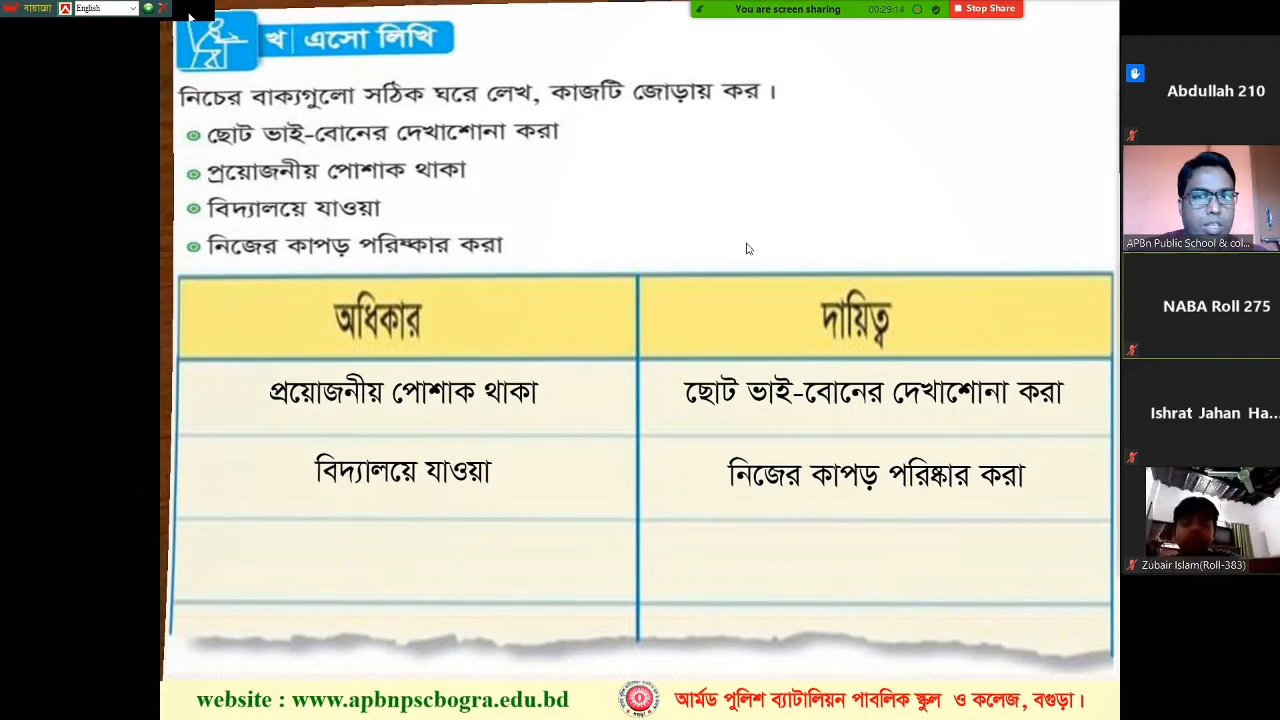 বায়ান্নো
English
You are screen sharing
00:29:14
Stop Share
খ | এসো লিখি
নিচের বাক্যগুলো সঠিক ঘরে লেখ, কাজটি জোড়ায় কর।
ছোট ভাই-বোনের দেখাশোনা করা
প্রয়োজনীয় পোশাক থাকা
বিদ্যালয়ে যাওয়া
নিজের কাপড় পরিষ্কার করা
অধিকার
দায়িত্ব
প্রয়োজনীয় পোশাক থাকা
ছোট ভাই-বোনের দেখাশোনা করা
বিদ্যালয়ে যাওয়া
নিজের কাপড় পরিষ্কার করা
website : www.apbnpscbogra.edu.bd
আর্মড পুলিশ ব্যাটালিয়ন পাবলিক স্কুল ও কলেজ, বগুড়া।
Abdullah 210
APBn Public School & col...
NABA Roll 275
Ishrat Jahan Ha...
Zubair Islam(Roll-383)